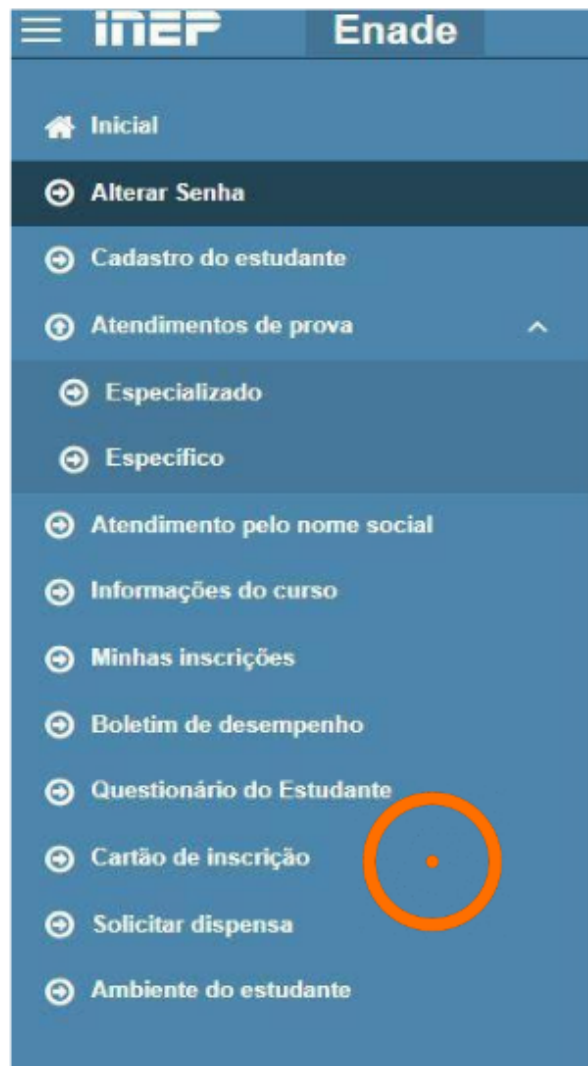 inep Enade
Inicial
Alterar Senha
Cadastro do estudante
Atendimentos de prova
Especializado
Específico
Atendimento pelo nome social
Informações do curso
Minhas inscrições
Boletim de desempenho
Questionário do Estudante
Cartão de inscrição
Solicitar dispensa
Ambiente do estudante